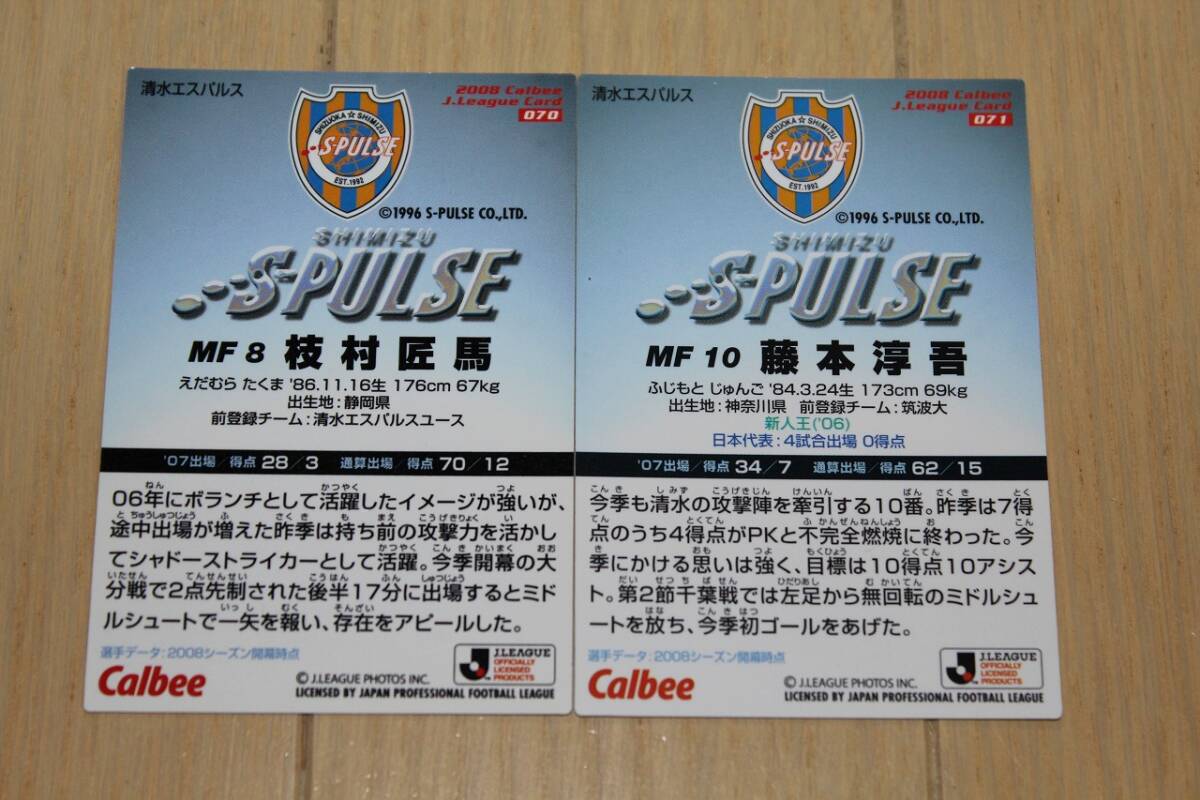 清水エスパルス
2008 Calbee
J.League Card
070
SHIZUOKA☆SHIMIZU
S-PULSE
EST.1992
©1996 S-PULSE CO.,LTD.
SHIMIZU
S-PULSE
MF 8 枝村匠馬
えだむら たくま '86.11.16生 176cm 67kg
出生地:静岡県
前登録チーム:清水エスパルスユース
'07出場/得点 28/3 通算出場/得点 70/12
06年にボランチとして活躍したイメージが強いが、
途中出場が増えた昨季は持ち前の攻撃力を活かし
てシャドーストライカーとして活躍。今季開幕の大
分戦で2点先制された後半17分に出場するとミド
ルシュートで一矢を報い、存在をアピールした。
選手データ:2008シーズン開幕時点
Calbee
J.LEAGUE
OFFICIALLY
LICENSED
PRODUCTS
© J.LEAGUE PHOTOS INC.
LICENSED BY JAPAN PROFESSIONAL FOOTBALL LEAGUE
清水エスパルス
2008 Calbee
J.League Card
071
SHIZUOKA☆SHIMIZU
S-PULSE
EST.1992
©1996 S-PULSE CO.,LTD.
SHIMIZU
S-PULSE
MF 10 藤本淳吾
ふじもと じゅんご '84.3.24生 173cm 69kg
出生地:神奈川県 前登録チーム:筑波大
新人王('06)
日本代表:4試合出場 0得点
'07出場/得点 34/7 通算出場/得点 62/15
今季も清水の攻撃陣を牽引する10番。昨季は7得
点のうち4得点がPKと不完全燃焼に終わった。今
季にかける思いは強く、目標は10得点10アシス
ト。第2節千葉戦では左足から無回転のミドルシュ
ートを放ち、今季初ゴールをあげた。
選手データ:2008シーズン開幕時点
Calbee
J.LEAGUE
OFFICIALLY
LICENSED
PRODUCTS
© J.LEAGUE PHOTOS INC.
LICENSED BY JAPAN PROFESSIONAL FOOTBALL LEAGUE